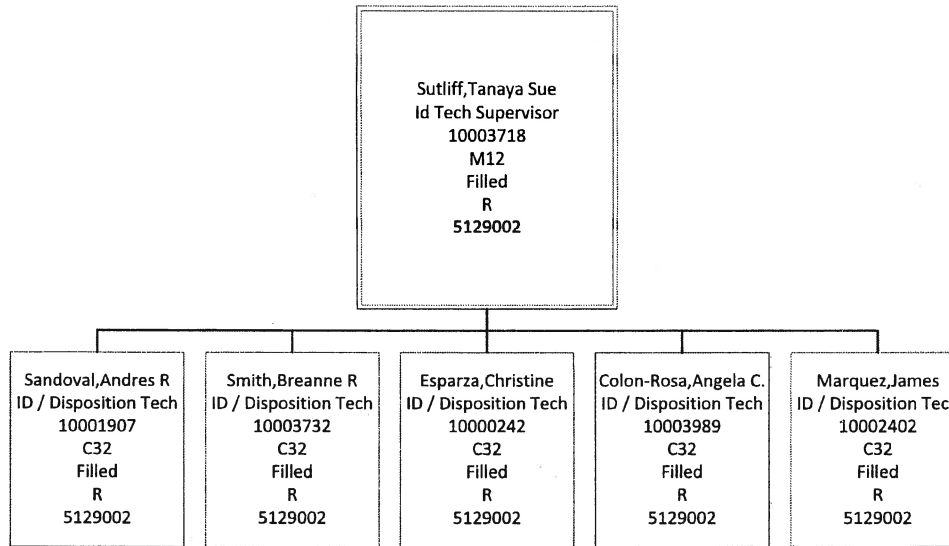 Sutliff,Tanaya Sue
Id Tech Supervisor
10003718
M12
Filled
R
5129002
Sandoval,Andres R
ID / Disposition Tech
10001907
C32
Filled
R
5129002
Smith,Breanne R
ID / Disposition Tech
10003732
C32
Filled
R
5129002
Esparza,Christine
ID / Disposition Tech
10000242
C32
Filled
R
5129002
Colon-Rosa,Angela C.
ID / Disposition Tech
10003989
C32
Filled
R
5129002
Marquez,James
ID / Disposition Tec
10002402
C32
Filled
R
5129002